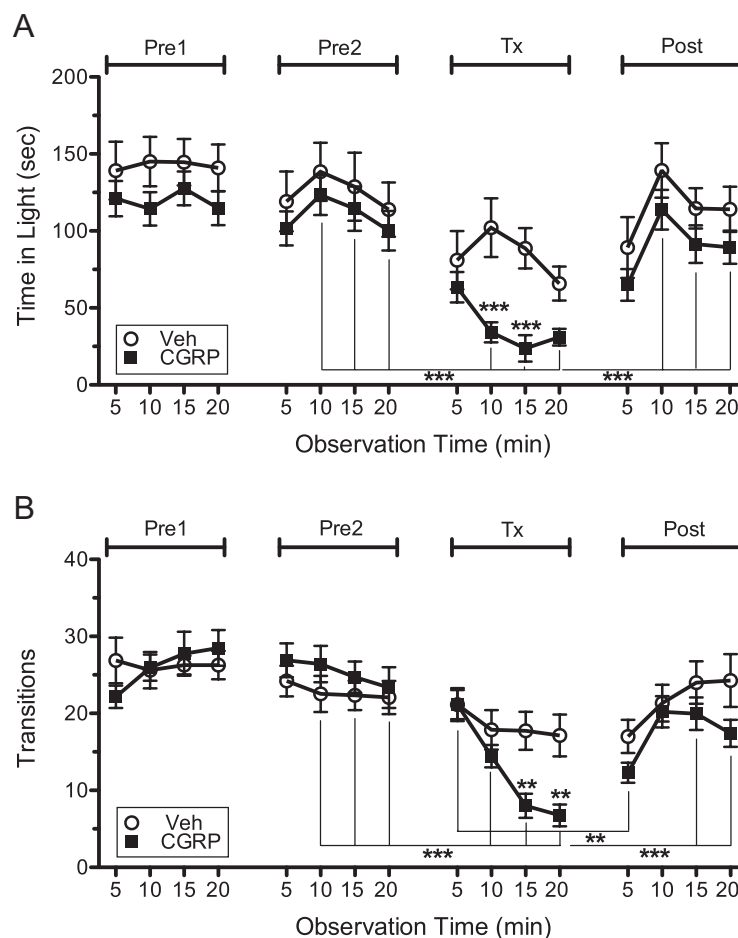 A
Pre1 Pre2 Tx Post
200
150
100
50
0
Time in Light (sec)
Veh
CGRP
*** ***
*** ***
5 10 15 20 5 10 15 20 5 10 15 20 5 10 15 20
Observation Time (min)
B
Pre1 Pre2 Tx Post
40
30
20
10
0
Transitions
Veh
CGRP
** **
**
*** ***
5 10 15 20 5 10 15 20 5 10 15 20 5 10 15 20
Observation Time (min)